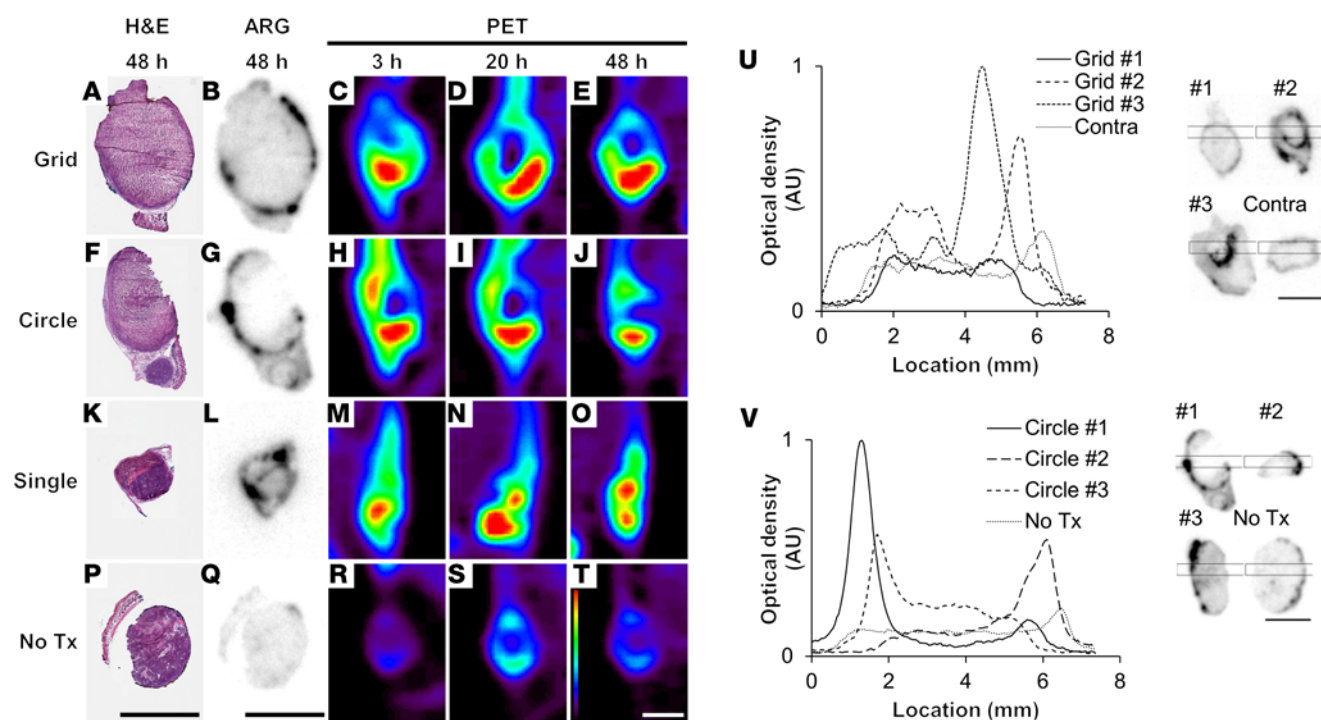 H&E ARG PET
48 h 48 h 3 h 20 h 48 h
A B C D E
Grid
F G H I J
Circle
K L M N O
Single
P Q R S T
No Tx
U
1
0
Optical density
(AU)
0 2 4 6 8
Location (mm)
Grid #1
Grid #2
Grid #3
Contra
#1 #2
#3 Contra
V
1
0
Optical density
(AU)
0 2 4 6 8
Location (mm)
Circle #1
Circle #2
Circle #3
No Tx
#1 #2
#3 No Tx